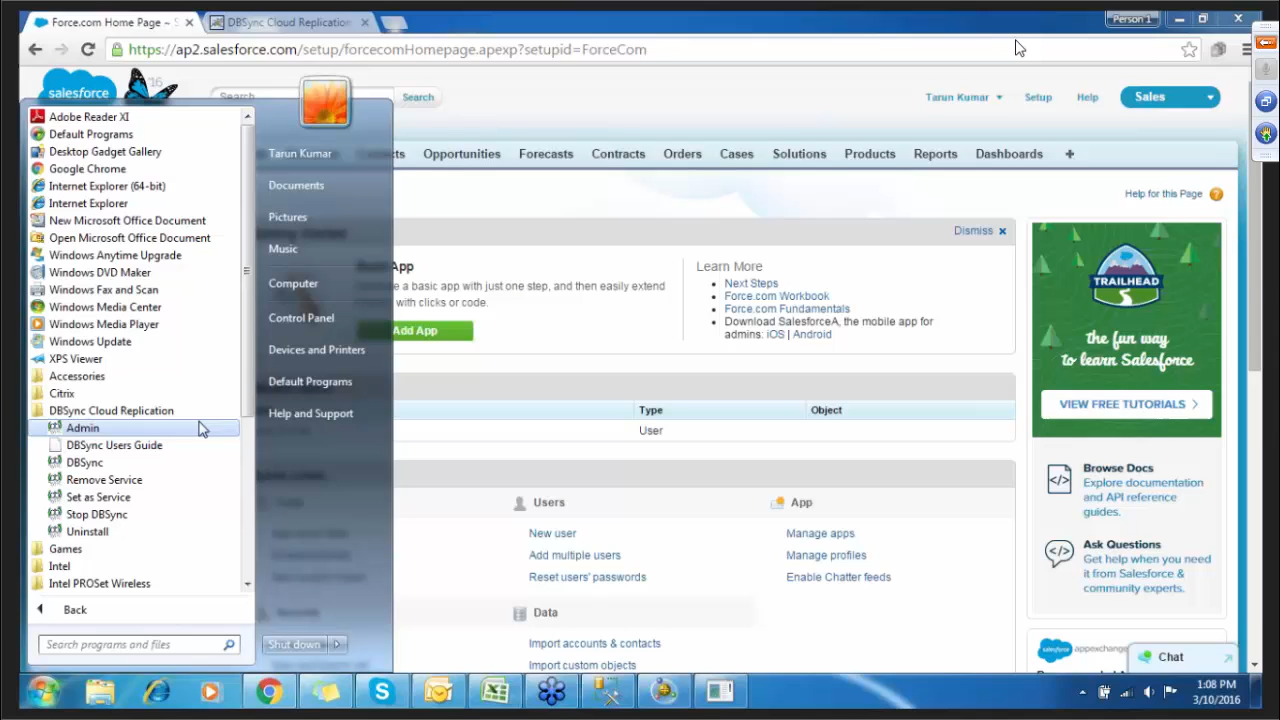 Force.com Home Page ~ S
DBSync Cloud Replication
Person 1
https://ap2.salesforce.com/setup/forcecomHomepage.apexp?setupid=ForceCom
salesforce
'16
Search
Search
Tarun Kumar
Setup
Help
Sales
Opportunities
Forecasts
Contracts
Orders
Cases
Solutions
Products
Reports
Dashboards
+
Adobe Reader XI
Default Programs
Desktop Gadget Gallery
Google Chrome
Internet Explorer (64-bit)
Internet Explorer
New Microsoft Office Document
Open Microsoft Office Document
Windows Anytime Upgrade
Windows DVD Maker
Windows Fax and Scan
Windows Media Center
Windows Media Player
Windows Update
XPS Viewer
Accessories
Citrix
DBSync Cloud Replication
Admin
DBSync Users Guide
DBSync
Remove Service
Set as Service
Stop DBSync
Uninstall
Games
Intel
Intel PROSet Wireless
Back
Search programs and files
Tarun Kumar
Documents
Pictures
Music
Computer
Control Panel
Devices and Printers
Default Programs
Help and Support
Shut down
Help for this Page
Dismiss
App
e a basic app with just one step, and then easily extend
with clicks or code.
Add App
Learn More
Next Steps
Force.com Workbook
Force.com Fundamentals
Download SalesforceA, the mobile app for
admins: iOS | Android
Type
Object
User
Users
New user
Add multiple users
Reset users' passwords
App
Manage apps
Manage profiles
Enable Chatter feeds
Data
Import accounts & contacts
Import custom objects
TRAILHEAD
the fun way
to learn Salesforce
VIEW FREE TUTORIALS
Browse Docs
Explore documentation
and API reference
guides.
Ask Questions
Get help when you need
it from Salesforce &
community experts.
salesforce
appexchange
Chat
1:08 PM
3/10/2016